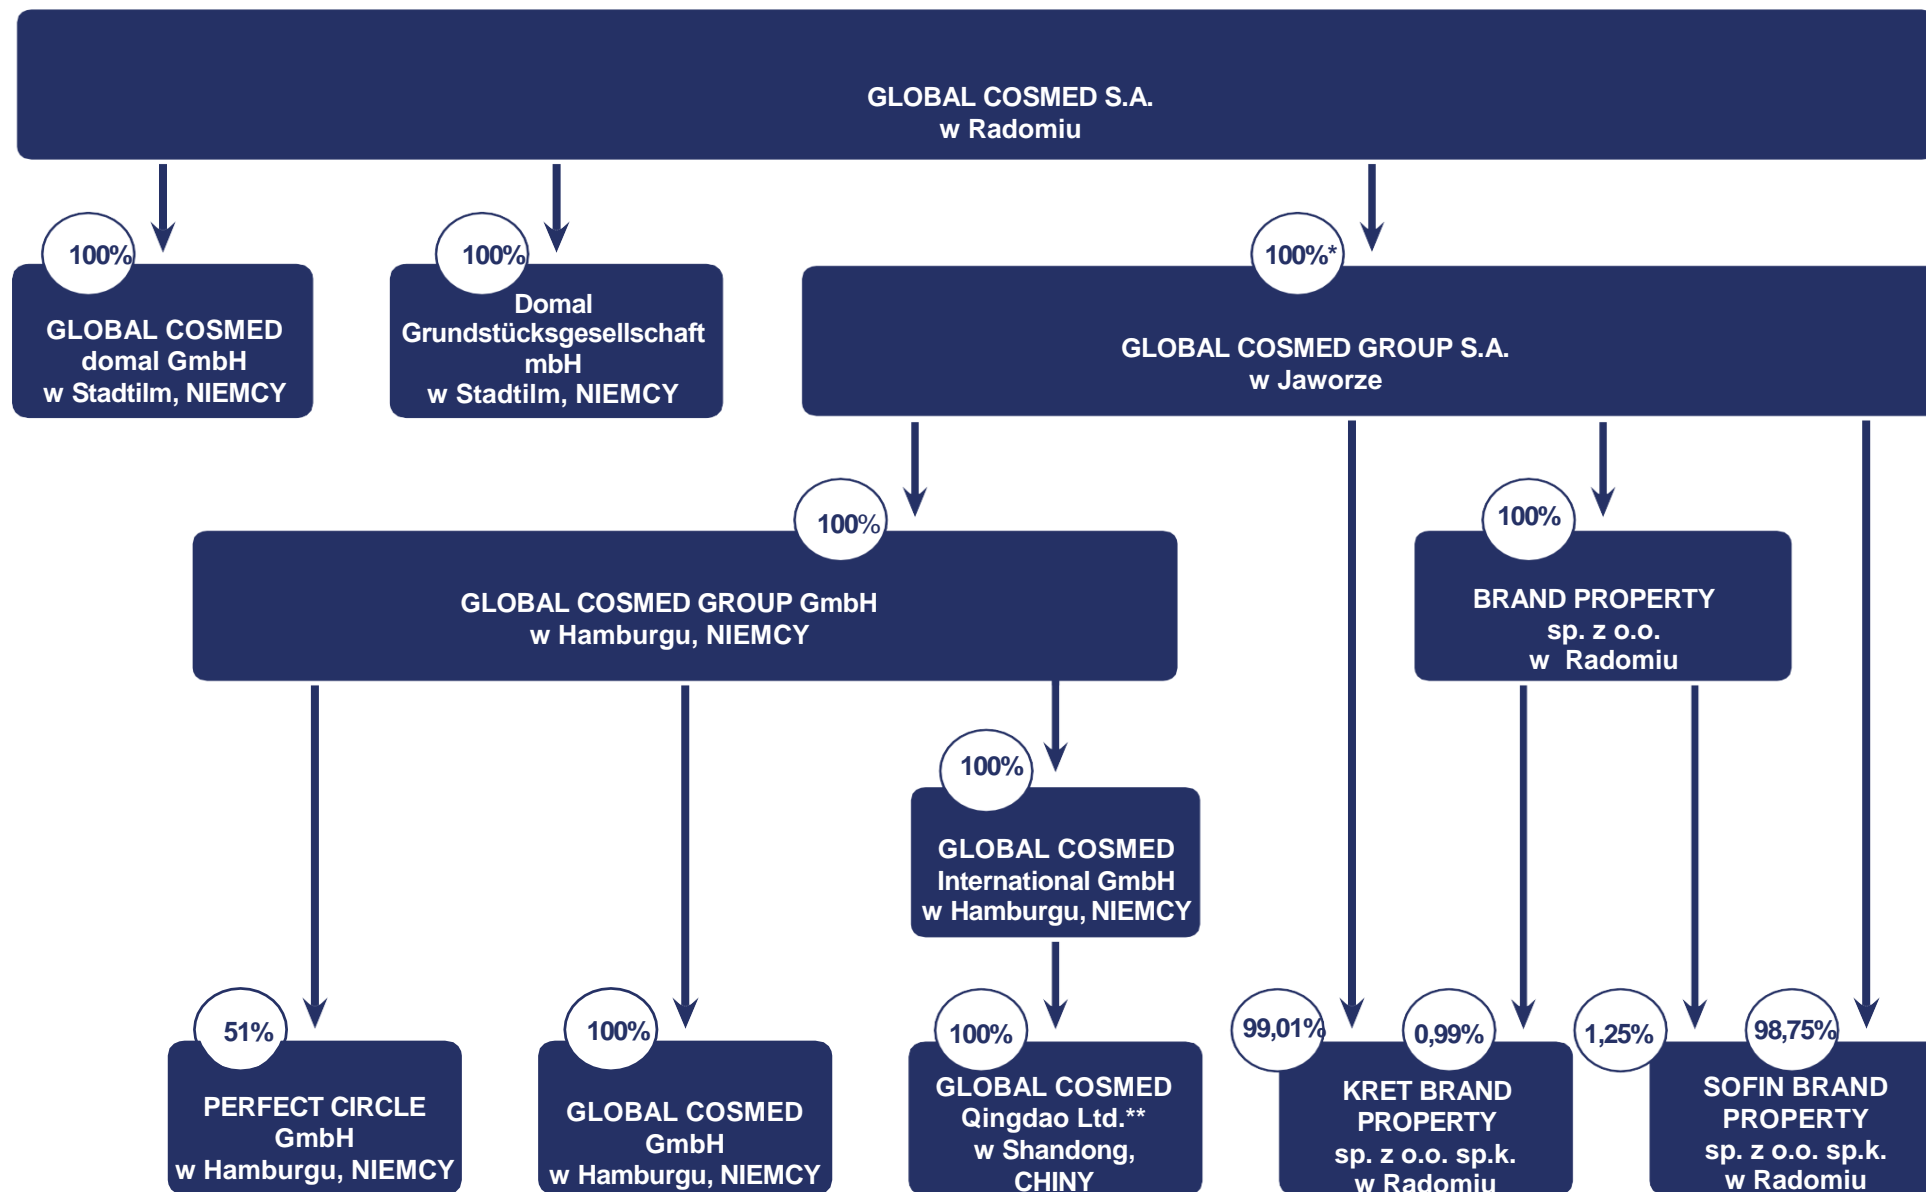 GLOBAL COSMED S.A.
w Radomiu
100%
100%
100%*
GLOBAL COSMED
domal GmbH
w Stadtilm, NIEMCY
Domal
Grundstücksgesellschaft
mbH
w Stadtilm, NIEMCY
GLOBAL COSMED GROUP S.A.
w Jaworze
100%
100%
GLOBAL COSMED GROUP GmbH
w Hamburgu, NIEMCY
BRAND PROPERTY
sp. z o.o.
w Radomiu
100%
GLOBAL COSMED
International GmbH
w Hamburgu, NIEMCY
51%
100%
100%
99,01%
0,99%
1,25%
98,75%
PERFECT CIRCLE
GmbH
w Hamburgu, NIEMCY
GLOBAL COSMED
GmbH
w Hamburgu, NIEMCY
GLOBAL COSMED
Qingdao Ltd.**
w Shandong,
CHINY
KRET BRAND
PROPERTY
sp. z o.o. sp.k.
w Radomiu
SOFIN BRAND
PROPERTY
sp. z o.o. sp.k.
w Radomiu